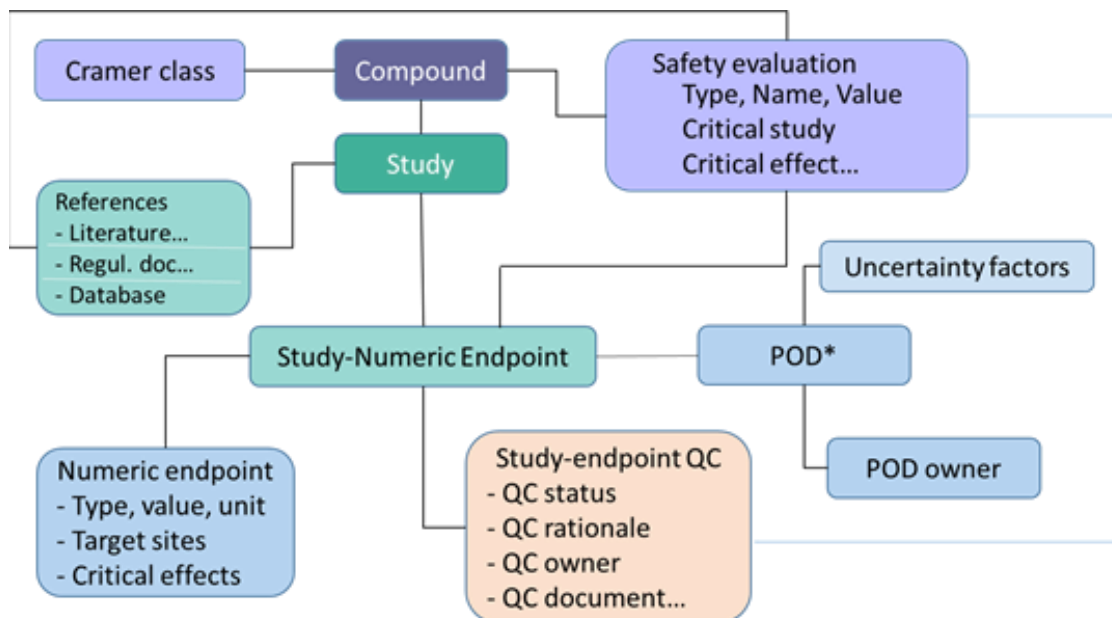 Cramer class
Compound
Safety evaluation
Type, Name, Value
Critical study
Critical effect...
Study
References
- Literature...
- Regul. doc...
- Database
Uncertainty factors
Study-Numeric Endpoint
POD*
Numeric endpoint
- Type, value, unit
- Target sites
- Critical effects
Study-endpoint QC
- QC status
- QC rationale
- QC owner
- QC document...
POD owner